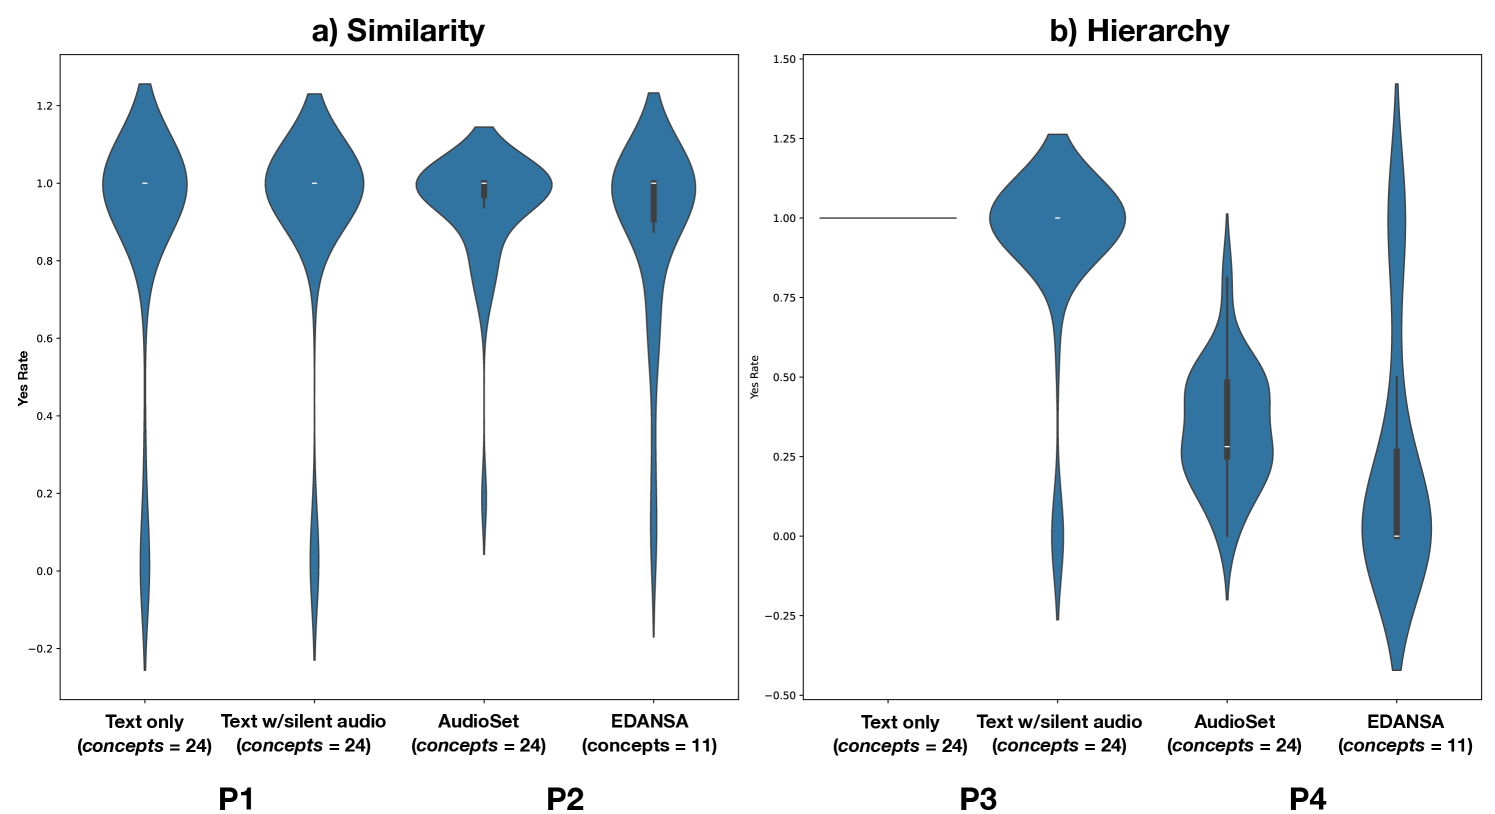 a) Similarity
b) Hierarchy
1.2
1.0
0.8
0.6
0.4
0.2
0.0
−0.2
Yes Rate
1.50
1.25
1.00
0.75
0.50
0.25
0.00
−0.25
−0.50
Yes Rate
Text only
(concepts = 24)
Text w/silent audio
(concepts = 24)
AudioSet
(concepts = 24)
EDANSA
(concepts = 11)
Text only
(concepts = 24)
Text w/silent audio
(concepts = 24)
AudioSet
(concepts = 24)
EDANSA
(concepts = 11)
P1
P2
P3
P4